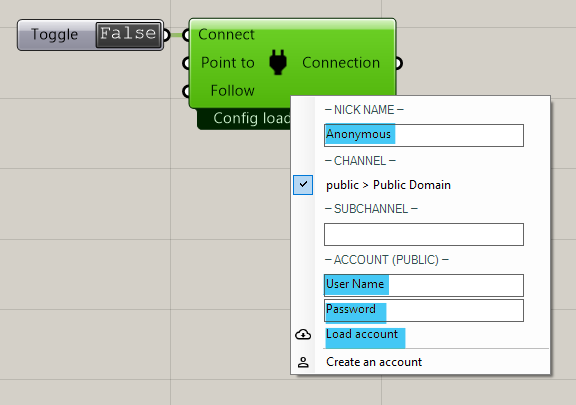 Toggle False
Connect
Point to Connection
Follow
Config load
– NICK NAME –
Anonymous
– CHANNEL –
public > Public Domain
– SUBCHANNEL –
– ACCOUNT (PUBLIC) –
User Name
Password
Load account
Create an account